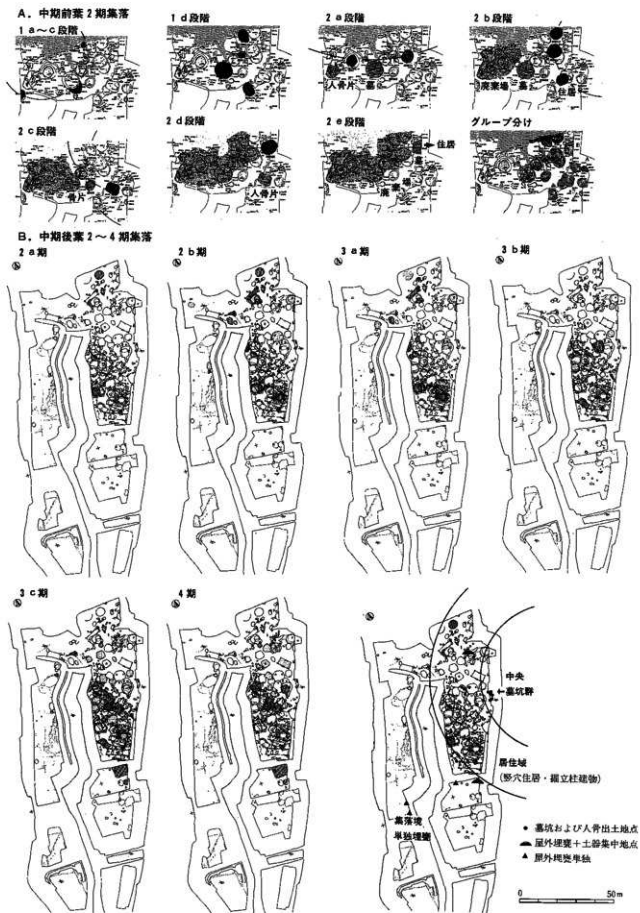 A. 中期前葉2期集落
1a～c段階
1d段階
2a段階
2b段階
人骨片
墓
廃棄場
墓
住居
2c段階
2d段階
2e段階
グループ分け
骨片
人骨片
廃棄場
墓
住居
B. 中期後葉2～4期集落
2a期
2b期
3a期
3b期
3c期
4期
中央
墓坑群
居住域
(竪穴住居・掘立柱建物)
集落境
単独埋甕
● 墓坑および人骨出土地点
屋外埋甕＋土器集中地点
▲ 屋外埋甕単独
0 50m